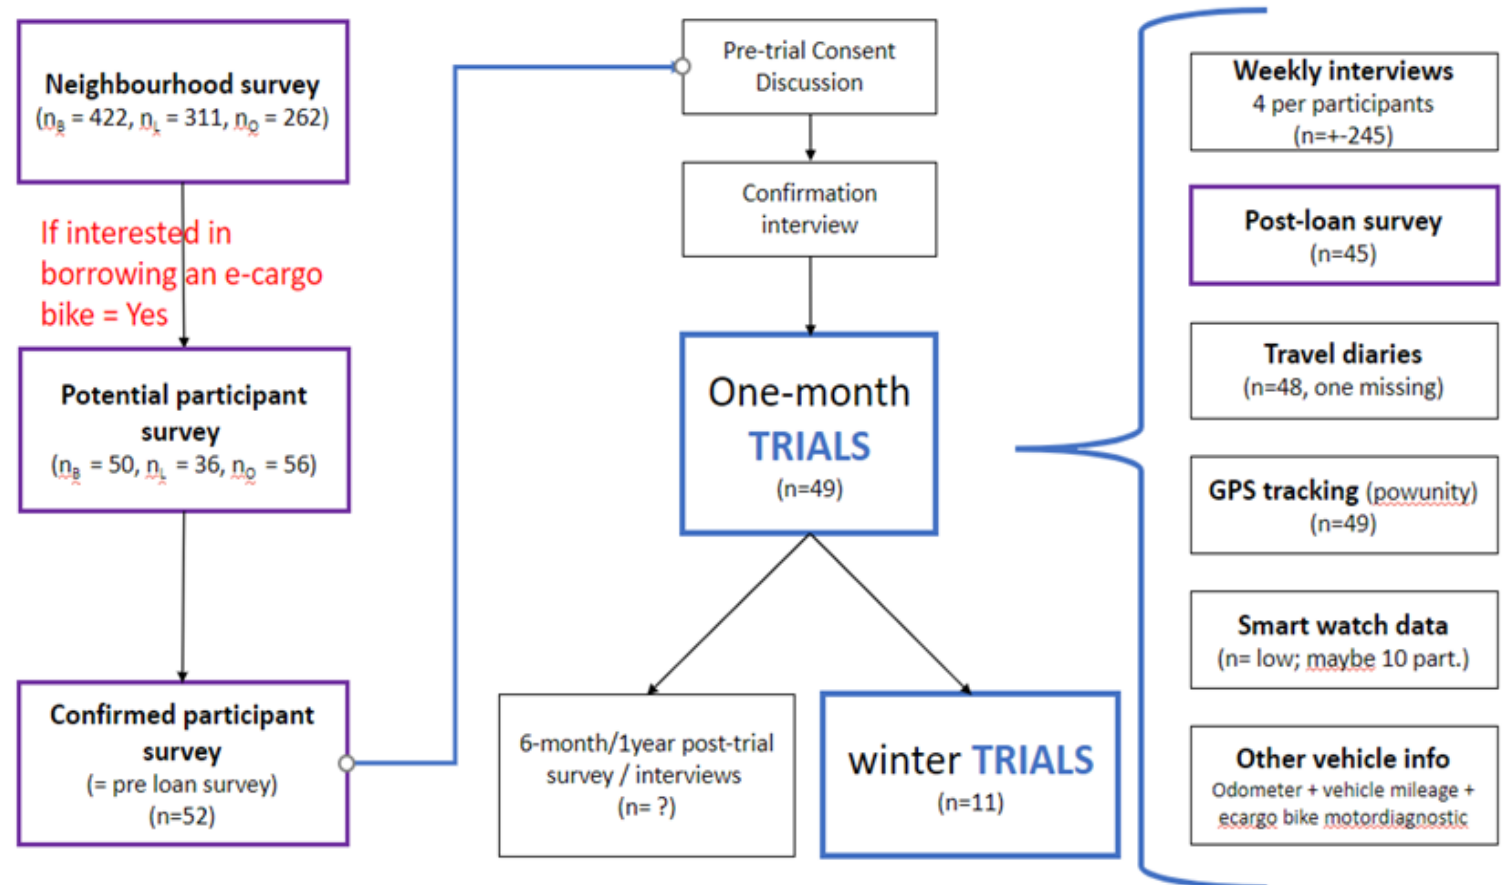 Neighbourhood survey
(nB = 422, nL = 311, nO = 262)
If interested in
borrowing an e-cargo
bike = Yes
Potential participant
survey
(nB = 50, nL = 36, nO = 56)
Confirmed participant
survey
(= pre loan survey)
(n=52)
Pre-trial Consent
Discussion
Confirmation
interview
One-month
TRIALS
(n=49)
6-month/1year post-trial
survey / interviews
(n= ?)
winter TRIALS
(n=11)
Weekly interviews
4 per participants
(n=+-245)
Post-loan survey
(n=45)
Travel diaries
(n=48, one missing)
GPS tracking (powunity)
(n=49)
Smart watch data
(n= low; maybe 10 part.)
Other vehicle info
Odometer + vehicle mileage +
ecargo bike motordiagnostic